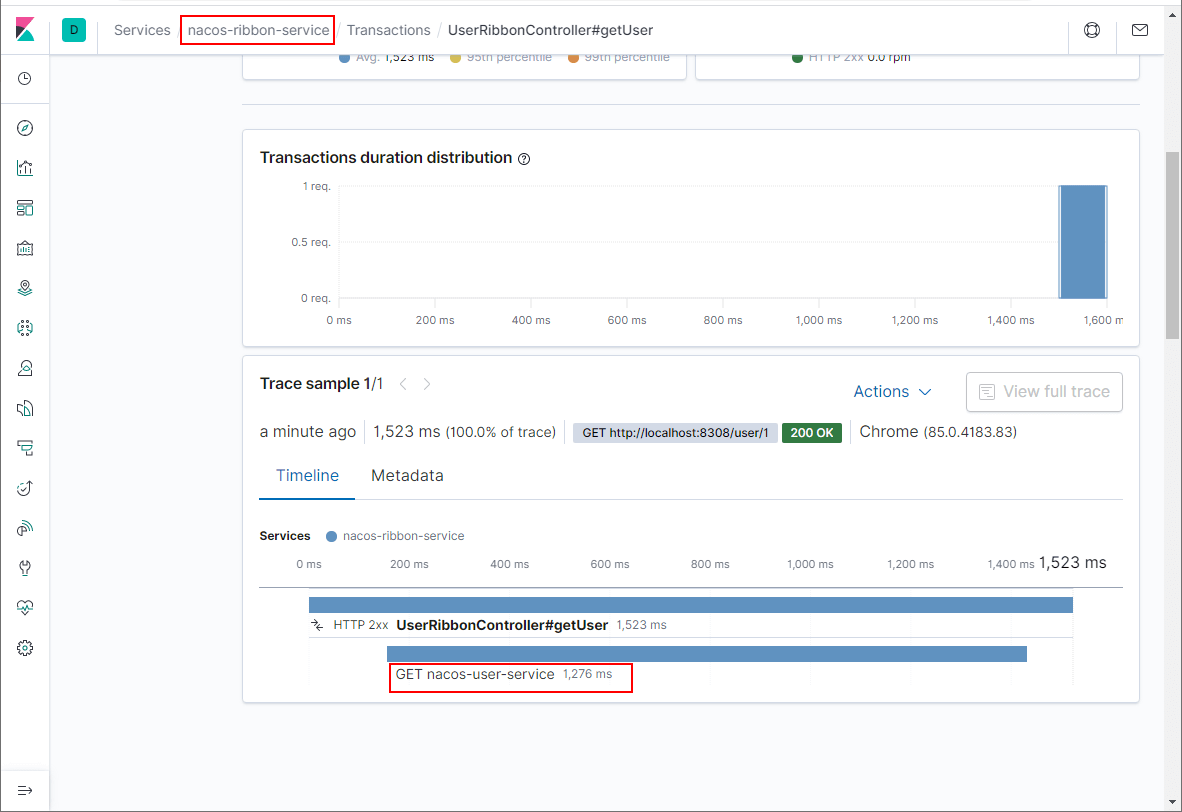 D Services / nacos-ribbon-service / Transactions / UserRibbonController#getUser
Avg. 1,523 ms 95th percentile 99th percentile
HTTP 2xx 0.0 rpm
Transactions duration distribution
1 req.
0.5 req.
0 req.
0 ms 200 ms 400 ms 600 ms 800 ms 1,000 ms 1,200 ms 1,400 ms 1,600 m
Trace sample 1/1
Actions
View full trace
a minute ago 1,523 ms (100.0% of trace) GET http://localhost:8308/user/1 200 OK Chrome (85.0.4183.83)
Timeline Metadata
Services nacos-ribbon-service
0 ms 200 ms 400 ms 600 ms 800 ms 1,000 ms 1,200 ms 1,400 ms 1,523 ms
HTTP 2xx UserRibbonController#getUser 1,523 ms
GET nacos-user-service 1,276 ms